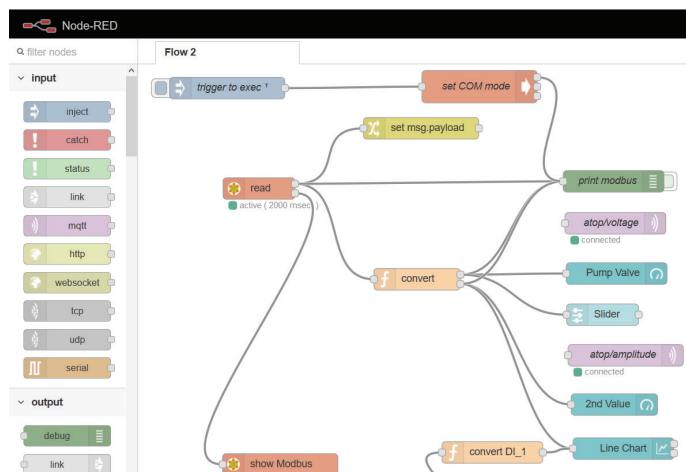 Node-RED
filter nodes
Flow 2
input
inject
catch
status
link
mqtt
http
websocket
tcp
udp
serial
output
debug
link
trigger to exec ¹
set COM mode
set msg.payload
read
active ( 2000 msec )
print modbus
atop/voltage
connected
convert
Pump Valve
Slider
atop/amplitude
connected
2nd Value
convert DI_1
Line Chart
show Modbus